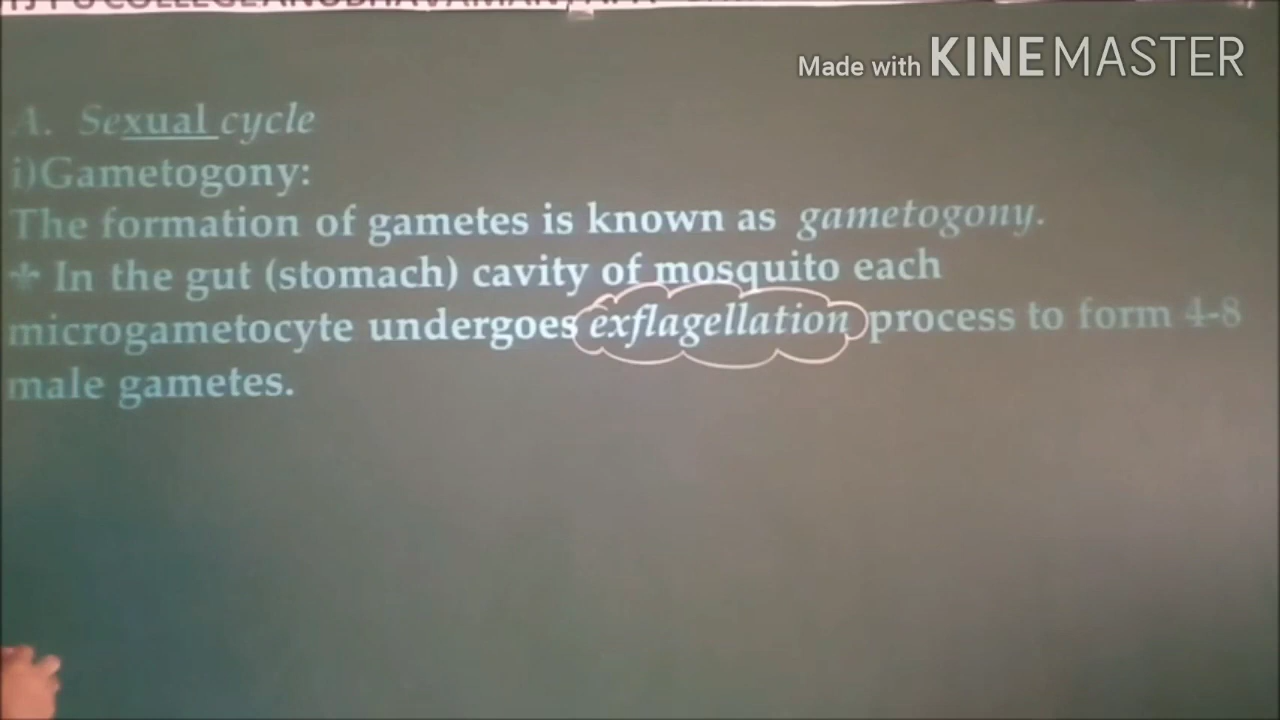 Made with KINEMASTER
A. Sexual cycle
i)Gametogony:
The formation of gametes is known as gametogony.
+ In the gut (stomach) cavity of mosquito each
microgametocyte undergoes exflagellation process to form 4-8
male gametes.